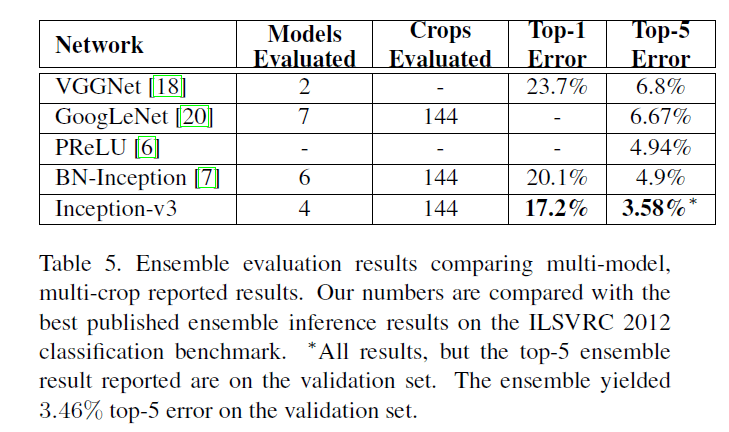 Network Models Evaluated Crops Evaluated Top-1 Error Top-5 Error
VGGNet [18] 2 - 23.7% 6.8%
GoogLeNet [20] 7 144 - 6.67%
PReLU [6] - - - 4.94%
BN-Inception [7] 6 144 20.1% 4.9%
Inception-v3 4 144 17.2% 3.58%*
Table 5. Ensemble evaluation results comparing multi-model,
multi-crop reported results. Our numbers are compared with the
best published ensemble inference results on the ILSVRC 2012
classification benchmark. *All results, but the top-5 ensemble
result reported are on the validation set. The ensemble yielded
3.46% top-5 error on the validation set.